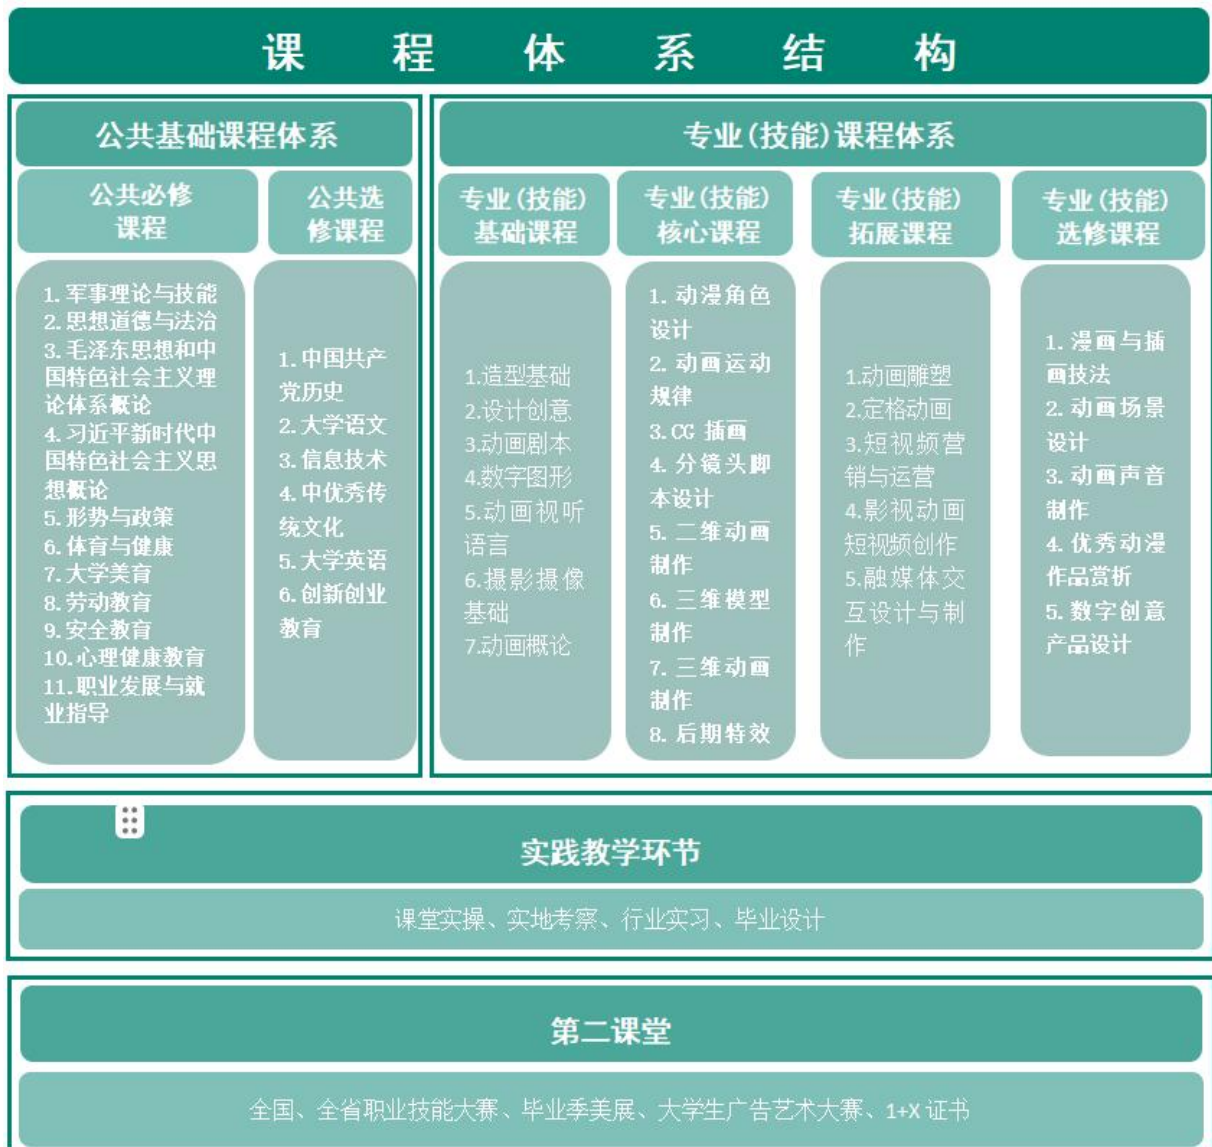 课程体系结构
公共基础课程体系
公共必修
课程
1. 军事理论与技能
2. 思想道德与法治
3. 毛泽东思想和中
国特色社会主义理
论体系概论
4. 习近平新时代中
国特色社会主义思
想概论
5. 形势与政策
6. 体育与健康
7. 大学美育
8. 劳动教育
9. 安全教育
10. 心理健康教育
11. 职业发展与就
业指导
公共选
修课程
1. 中国共产
党历史
2. 大学语文
3. 信息技术
4. 中优秀传
统文化
5. 大学英语
6. 创新创业
教育
专业(技能)课程体系
专业(技能)
基础课程
1.造型基础
2.设计创意
3.动画剧本
4.数字图形
5.动画视听
语言
6.摄影摄像
基础
7.动画概论
专业(技能)
核心课程
1. 动漫角色
设计
2. 动画运动
规律
3. CG 插画
4. 分镜头脚
本设计
5. 二维动画
制作
6. 三维模型
制作
7. 三维动画
制作
8. 后期特效
专业(技能)
拓展课程
1.动画雕塑
2.定格动画
3.短视频营
销与运营
4.影视动画
短视频创作
5.融媒体交
互设计与制
作
专业(技能)
选修课程
1. 漫画与插
画技法
2. 动画场景
设计
3. 动画声音
制作
4. 优秀动漫
作品赏析
5. 数字创意
产品设计
实践教学环节
课堂实操、实地考察、行业实习、毕业设计
第二课堂
全国、全省职业技能大赛、毕业季美展、大学生广告艺术大赛、1+X 证书